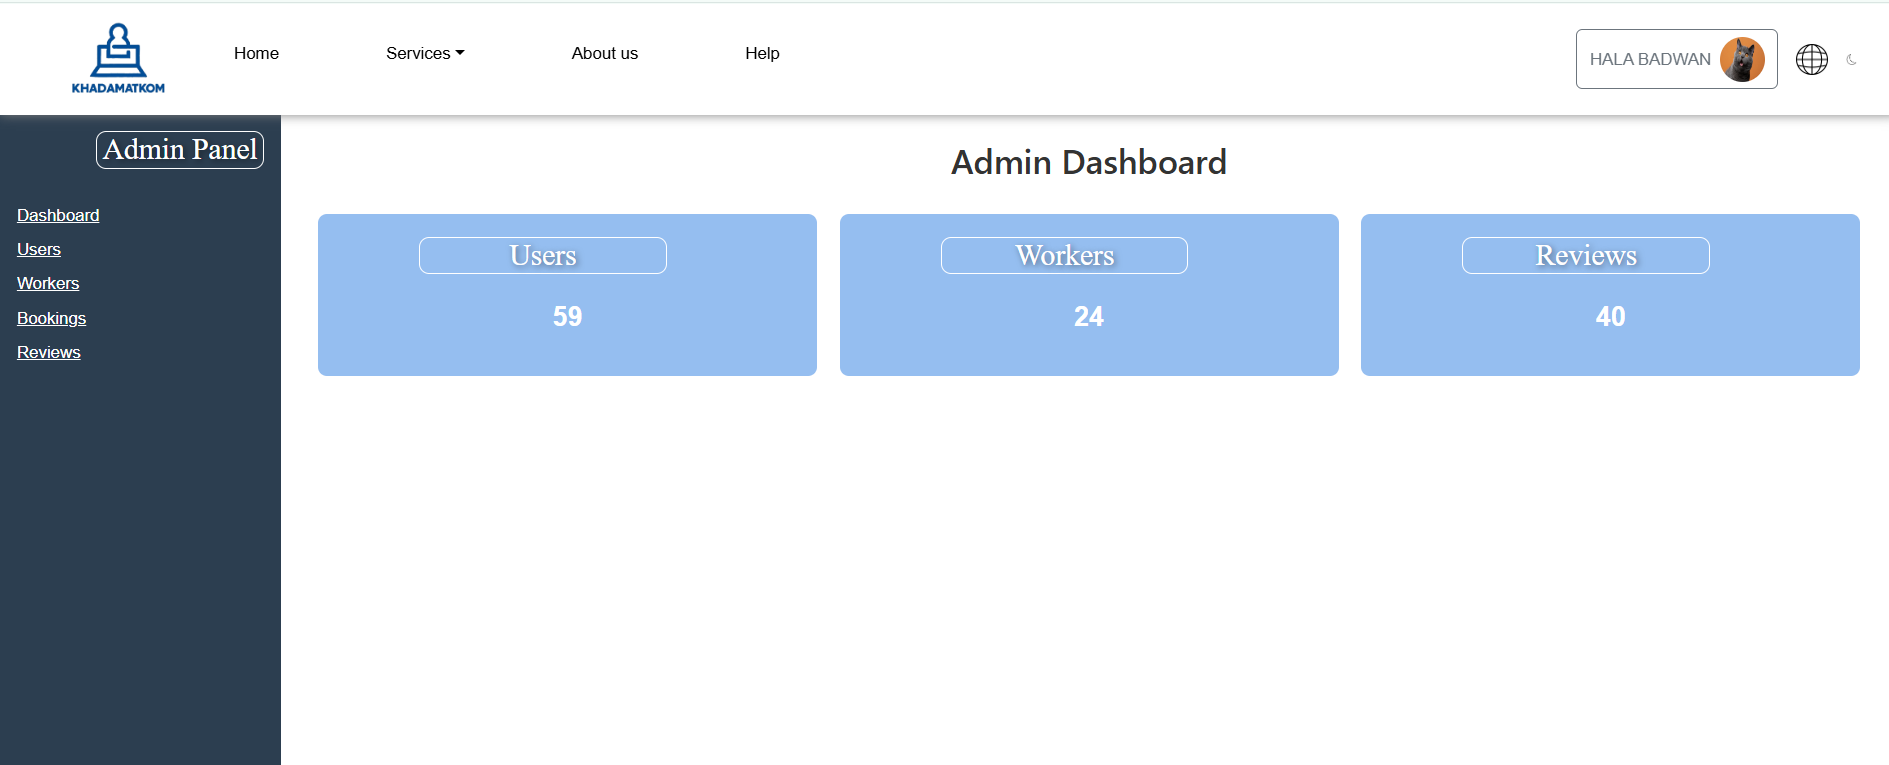 KHADAMATKOM
Home Services About us Help
HALA BADWAN
Admin Panel
Dashboard
Users
Workers
Bookings
Reviews
Admin Dashboard
Users Workers Reviews
59 24 40